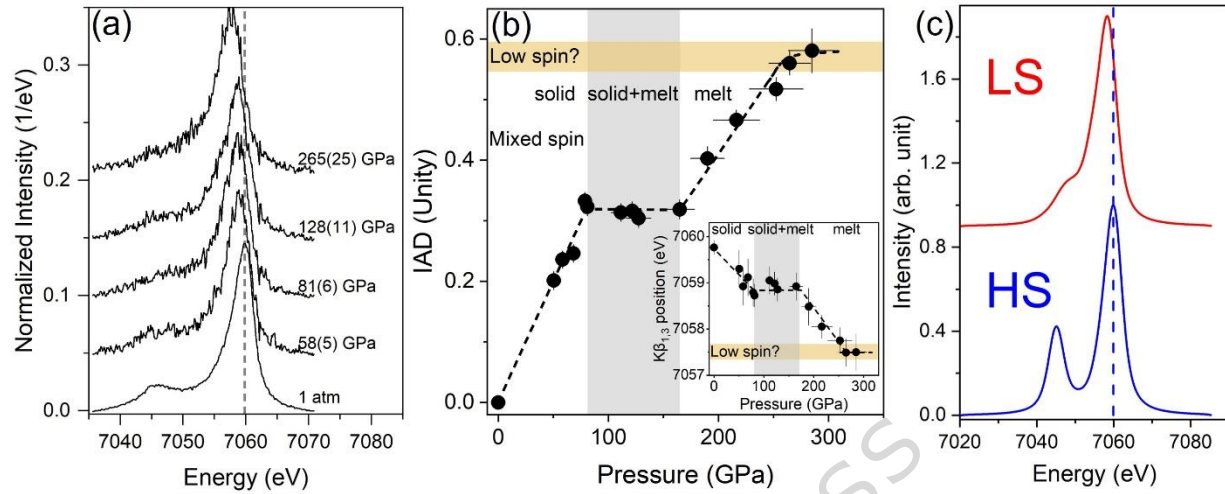 (a)
Normalized Intensity (1/eV)
0.3
0.2
0.1
0.0
265(25) GPa
128(11) GPa
81(6) GPa
58(5) GPa
1 atm
7040 7050 7060 7070 7080
Energy (eV)
(b)
IAD (Unity)
0.6
0.4
0.2
0.0
Low spin?
solid solid+melt melt
Mixed spin
solid solid+melt melt
Kβ1,3 position (eV)
7060
7059
7058
7057
Low spin?
0 100 200 300
Pressure (GPa)
0 100 200 300
Pressure (GPa)
(c)
Intensity (arb. unit)
1.8
1.2
0.8
0.4
0.0
LS
HS
7020 7040 7060 7080
Energy (eV)
ss